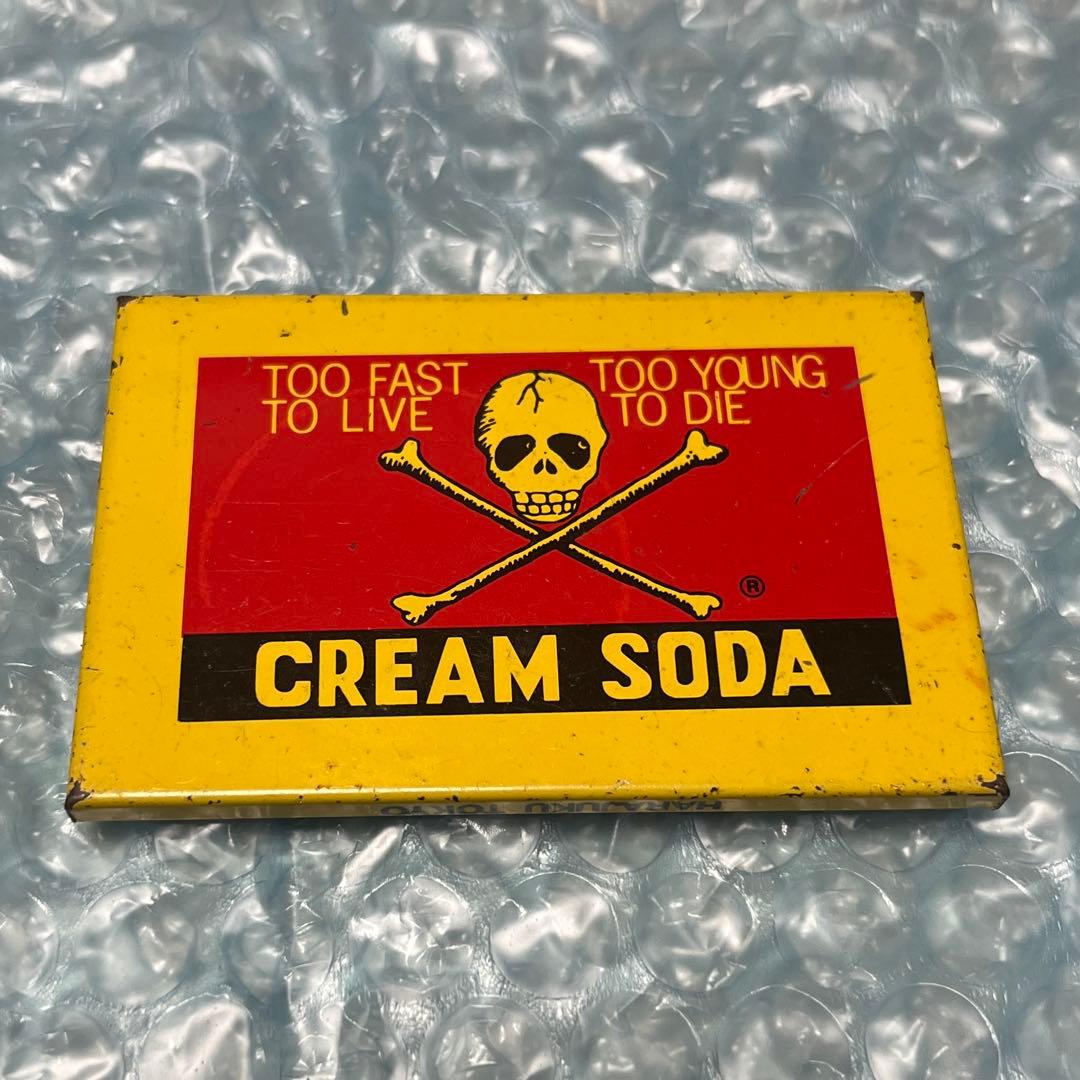 TOO FAST
TO LIVE
TOO YOUNG
TO DIE.
®
CREAM SODA
HARAJUKU TOKYO